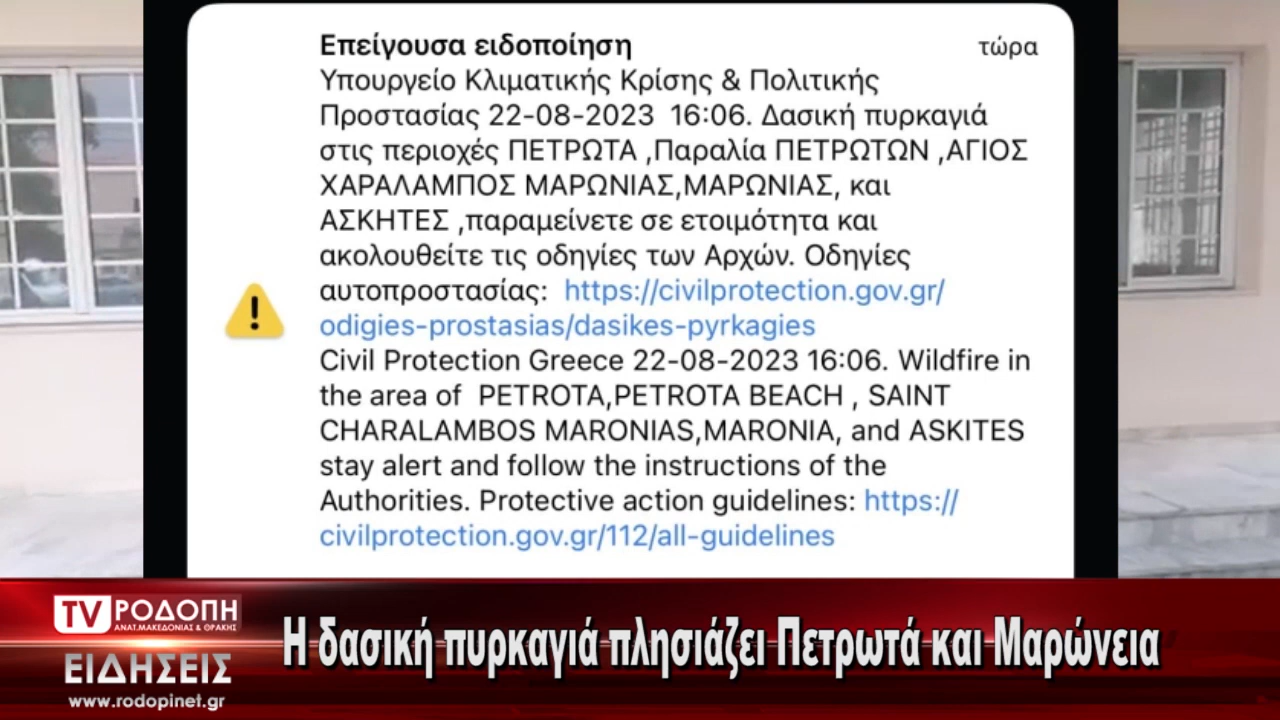 Επείγουσα ειδοποίηση τώρα
Υπουργείο Κλιματικής Κρίσης & Πολιτικής
Προστασίας 22-08-2023 16:06. Δασική πυρκαγιά
στις περιοχές ΠΕΤΡΩΤΑ ,Παραλία ΠΕΤΡΩΤΩΝ ,ΑΓΙΟΣ
ΧΑΡΑΛΑΜΠΟΣ ΜΑΡΩΝΙΑΣ,ΜΑΡΩΝΙΑΣ, και
ΑΣΚΗΤΕΣ ,παραμείνετε σε ετοιμότητα και
ακολουθείτε τις οδηγίες των Αρχών. Οδηγίες
αυτοπροστασίας: https://civilprotection.gov.gr/
odigies-prostasias/dasikes-pyrkagies
Civil Protection Greece 22-08-2023 16:06. Wildfire in
the area of PETROTA,PETROTA BEACH , SAINT
CHARALAMBOS MARONIAS,MARONIA, and ASKITES
stay alert and follow the instructions of the
Authorities. Protective action guidelines: https://
civilprotection.gov.gr/112/all-guidelines
TV ΡΟΔΟΠΗ
ΑΝΑΤ.ΜΑΚΕΔΟΝΙΑΣ & ΘΡΑΚΗΣ
ΕΙΔΗΣΕΙΣ
www.rodopinet.gr
Η δασική πυρκαγιά πλησιάζει Πετρωτά και Μαρώνεια